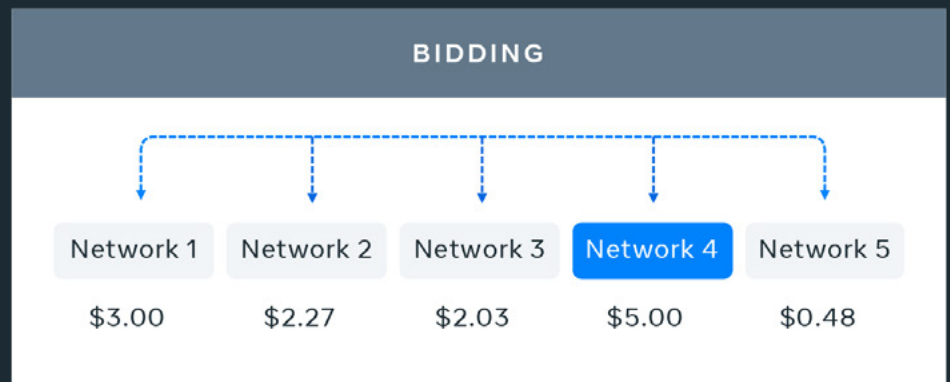 BIDDING
Network 1 Network 2 Network 3 Network 4 Network 5
$3.00 $2.27 $2.03 $5.00 $0.48